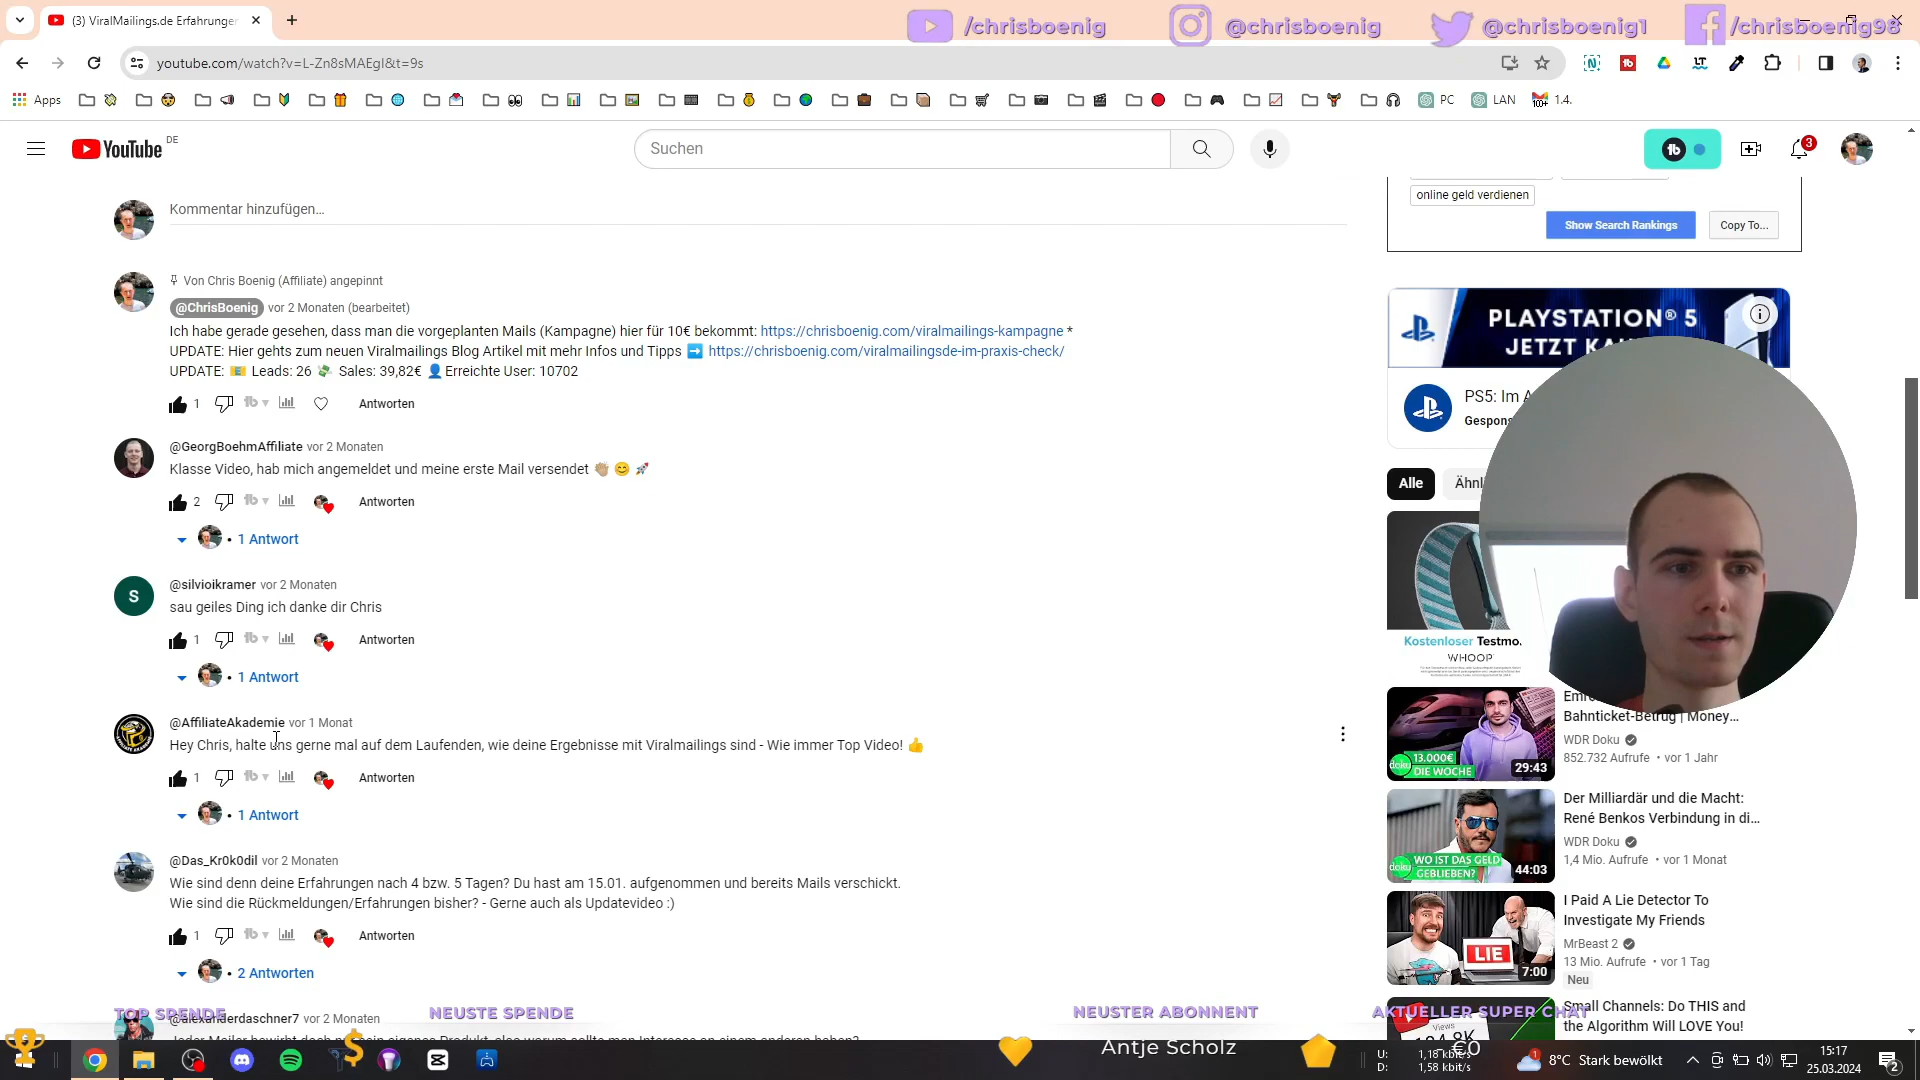 (3) ViralMailings.de Erfahrungen
/chrisboenig
@chrisboenig
@chrisboenig1
/chrisboenig98
youtube.com/watch?v=L-Zn8sMAEgI&t=9s
Apps
PC
LAN
1.4.
YouTube DE
Suchen
3
Kommentar hinzufügen...
online geld verdienen
Show Search Rankings
Copy To...
Von Chris Boenig (Affiliate) angepinnt
@ChrisBoenig vor 2 Monaten (bearbeitet)
Ich habe gerade gesehen, dass man die vorgeplanten Mails (Kampagne) hier für 10€ bekommt: https://chrisboenig.com/viralmailings-kampagne *
UPDATE: Hier gehts zum neuen Viralmailings Blog Artikel mit mehr Infos und Tipps ➡️ https://chrisboenig.com/viralmailingsde-im-praxis-check/
UPDATE: 📧 Leads: 26 💸 Sales: 39,82€ 👤Erreichte User: 10702
1
Antworten
@GeorgBoehmAffiliate vor 2 Monaten
Klasse Video, hab mich angemeldet und meine erste Mail versendet 👏🏼 😊 🚀
2
Antworten
1 Antwort
S
@silvioikramer vor 2 Monaten
sau geiles Ding ich danke dir Chris
1
Antworten
1 Antwort
@AffiliateAkademie vor 1 Monat
Hey Chris, halte uns gerne mal auf dem Laufenden, wie deine Ergebnisse mit Viralmailings sind - Wie immer Top Video! 👍
1
Antworten
1 Antwort
@Das_Kr0k0dil vor 2 Monaten
Wie sind denn deine Erfahrungen nach 4 bzw. 5 Tagen? Du hast am 15.01. aufgenommen und bereits Mails verschickt.
Wie sind die Rückmeldungen/Erfahrungen bisher? - Gerne auch als Updatevideo :)
1
Antworten
2 Antworten
@alexanderdaschner7 vor 2 Monaten
PLAYSTATION® 5
JETZT
PS5: Im
Alle
Kostenloser Testmo.
WHOOP
13.000€
DIE WOCHE
29:43
Bahnticket-Betrug | Money...
WDR Doku
852.732 Aufrufe • vor 1 Jahr
WO IST DAS GELD
GEBLIEBEN?
44:03
Der Milliardär und die Macht:
René Benkos Verbindung in di...
WDR Doku
1,4 Mio. Aufrufe • vor 1 Monat
LIE
7:00
I Paid A Lie Detector To
Investigate My Friends
MrBeast 2
13 Mio. Aufrufe • vor 1 Tag
Neu
Small Channels: Do THIS and
the Algorithm Will LOVE You!
Views
TOP SPENDE
NEUSTE SPENDE
NEUSTER ABONNENT
AKTUELLER SUPER CHAT
Antje Scholz
€0
U: 1,18 kbit/s
D: 1,58 kbit/s
8°C Stark bewölkt
15:17
25.03.2024
2